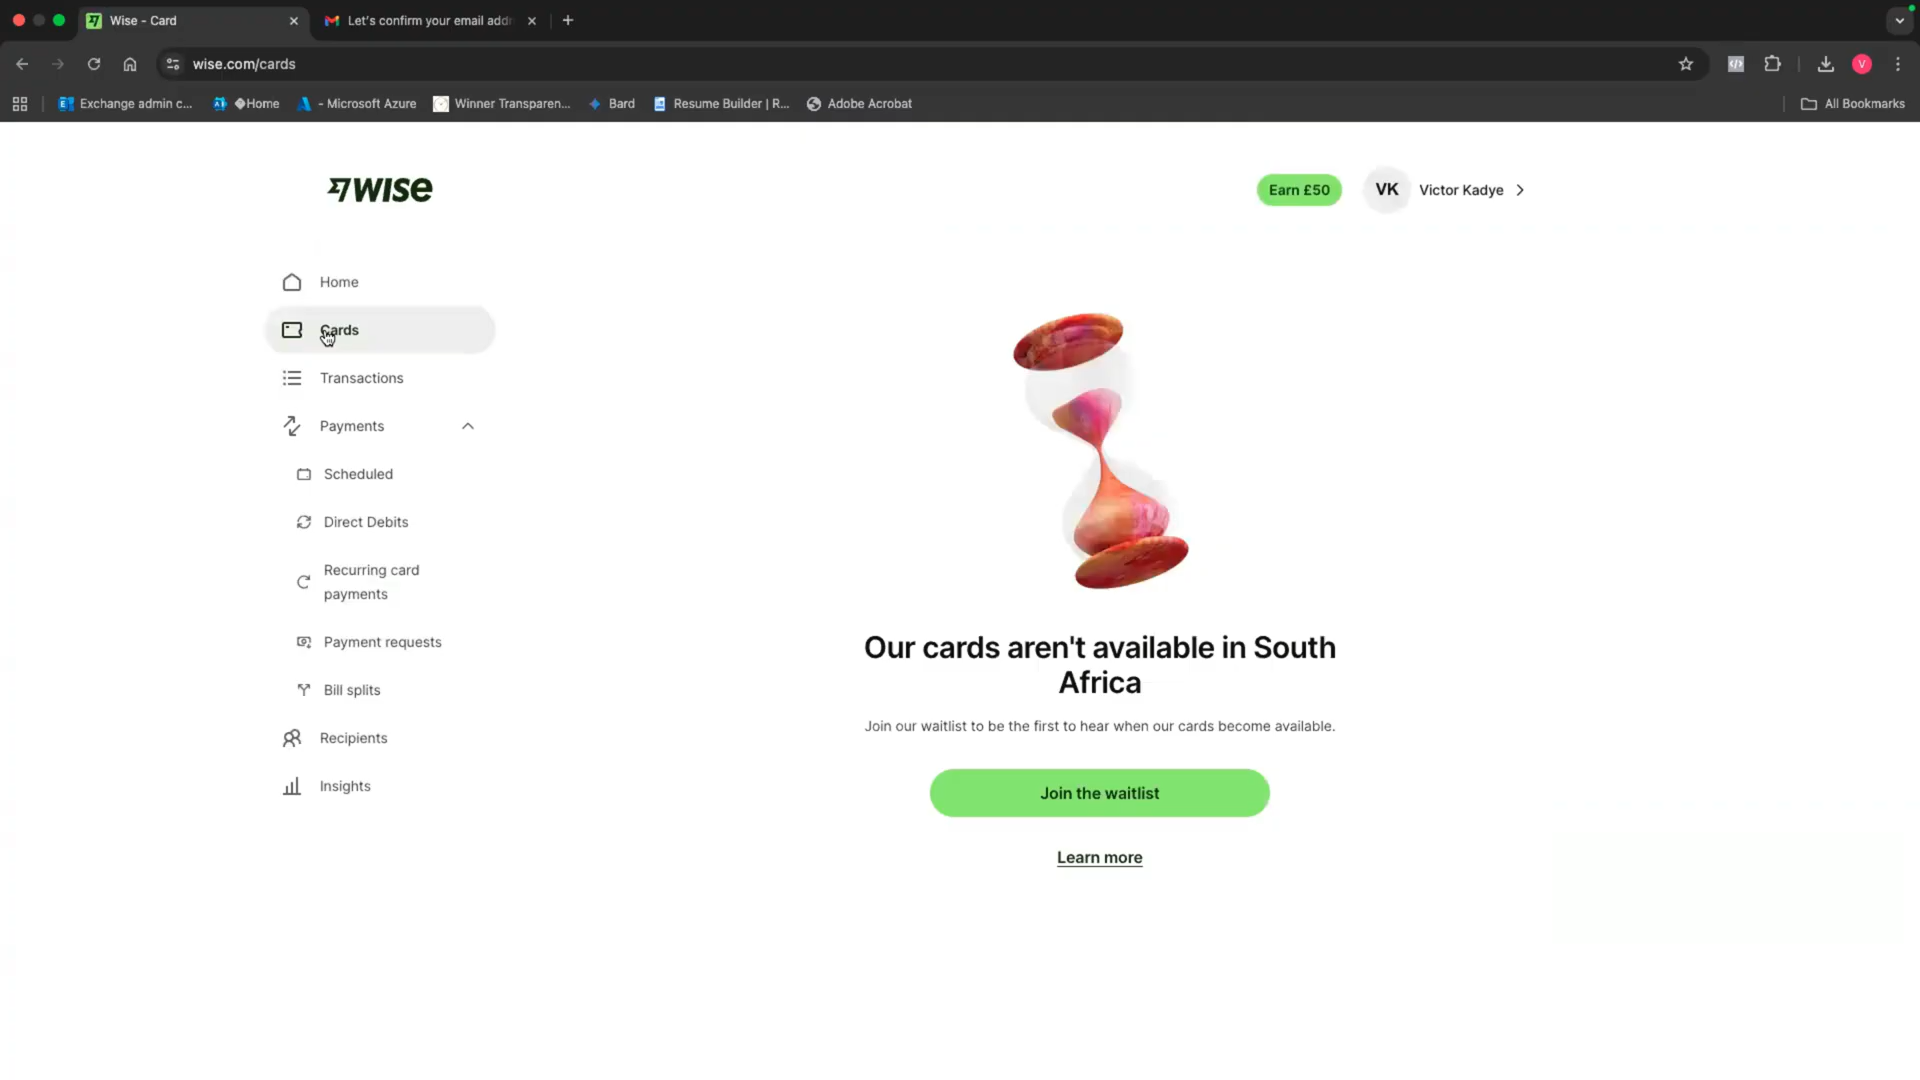 Wise - Card
Let's confirm your email addr
wise.com/cards
V
Exchange admin c...
Home
- Microsoft Azure
Winner Transparen...
Bard
Resume Builder | R...
Adobe Acrobat
All Bookmarks
WISE
Earn £50
VK
Victor Kadye
Home
Cards
Transactions
Payments
Scheduled
Direct Debits
Recurring card
payments
Payment requests
Bill splits
Recipients
Insights
Our cards aren't available in South
Africa
Join our waitlist to be the first to hear when our cards become available.
Join the waitlist
Learn more